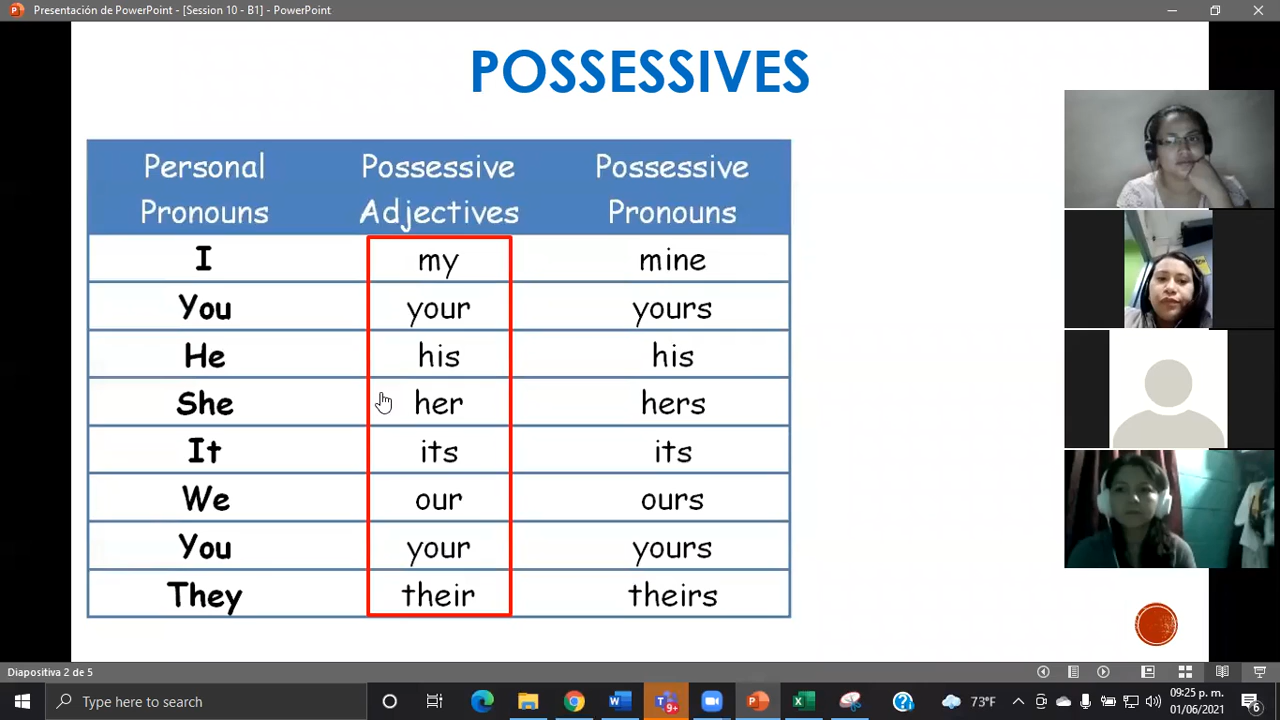 Presentación de PowerPoint - [Session 10 - B1] - PowerPoint
POSSESSIVES
Personal Pronouns Possessive Adjectives Possessive Pronouns
I my mine
You your yours
He his his
She her hers
It its its
We our ours
You your yours
They their theirs
Diapositiva 2 de 5
Type here to search
9+
73°F
09:25 p. m.
01/06/2021
6